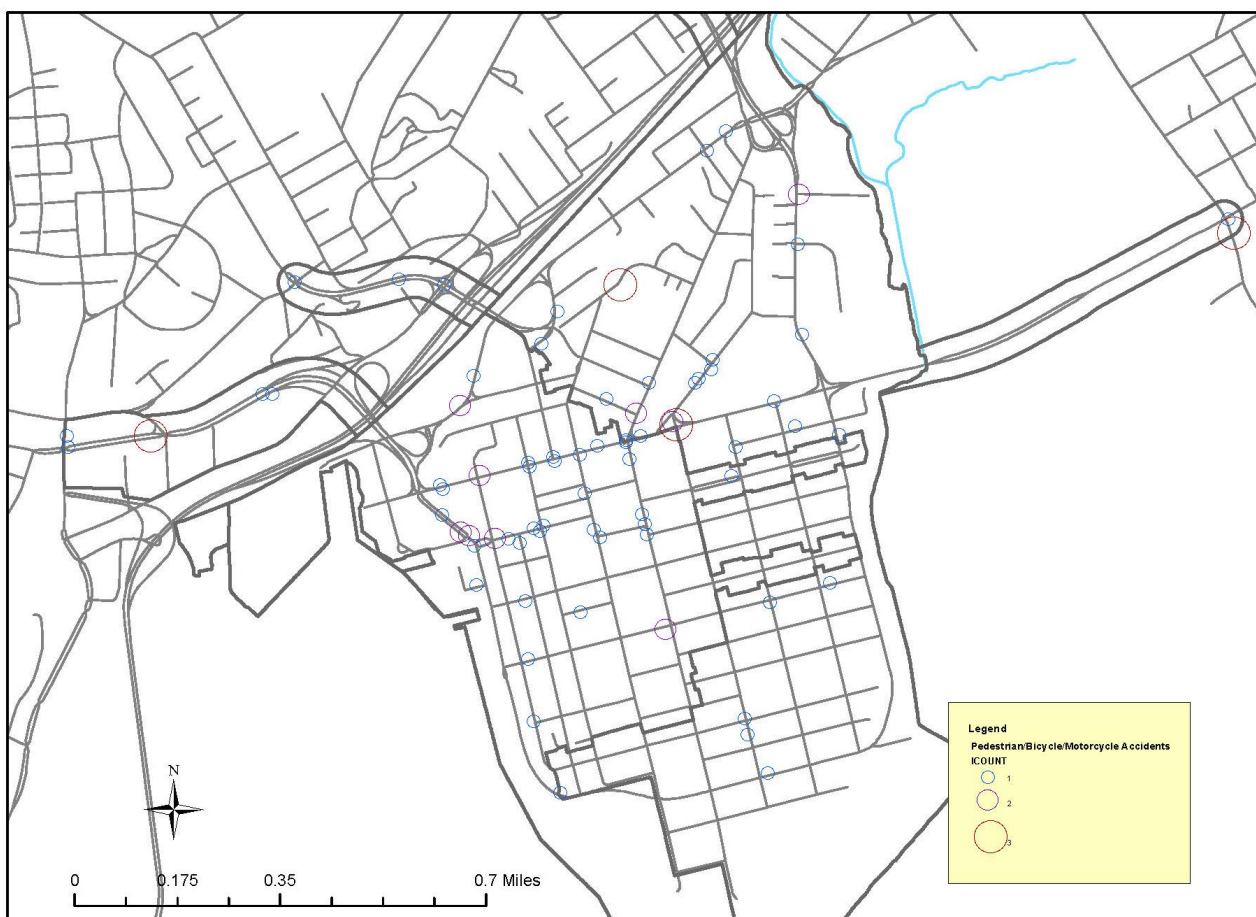 N
0 0.175 0.35 0.7 Miles
Legend
Pedestrian/Bicycle/Motorcycle Accidents
ICOUNT
1
2
3